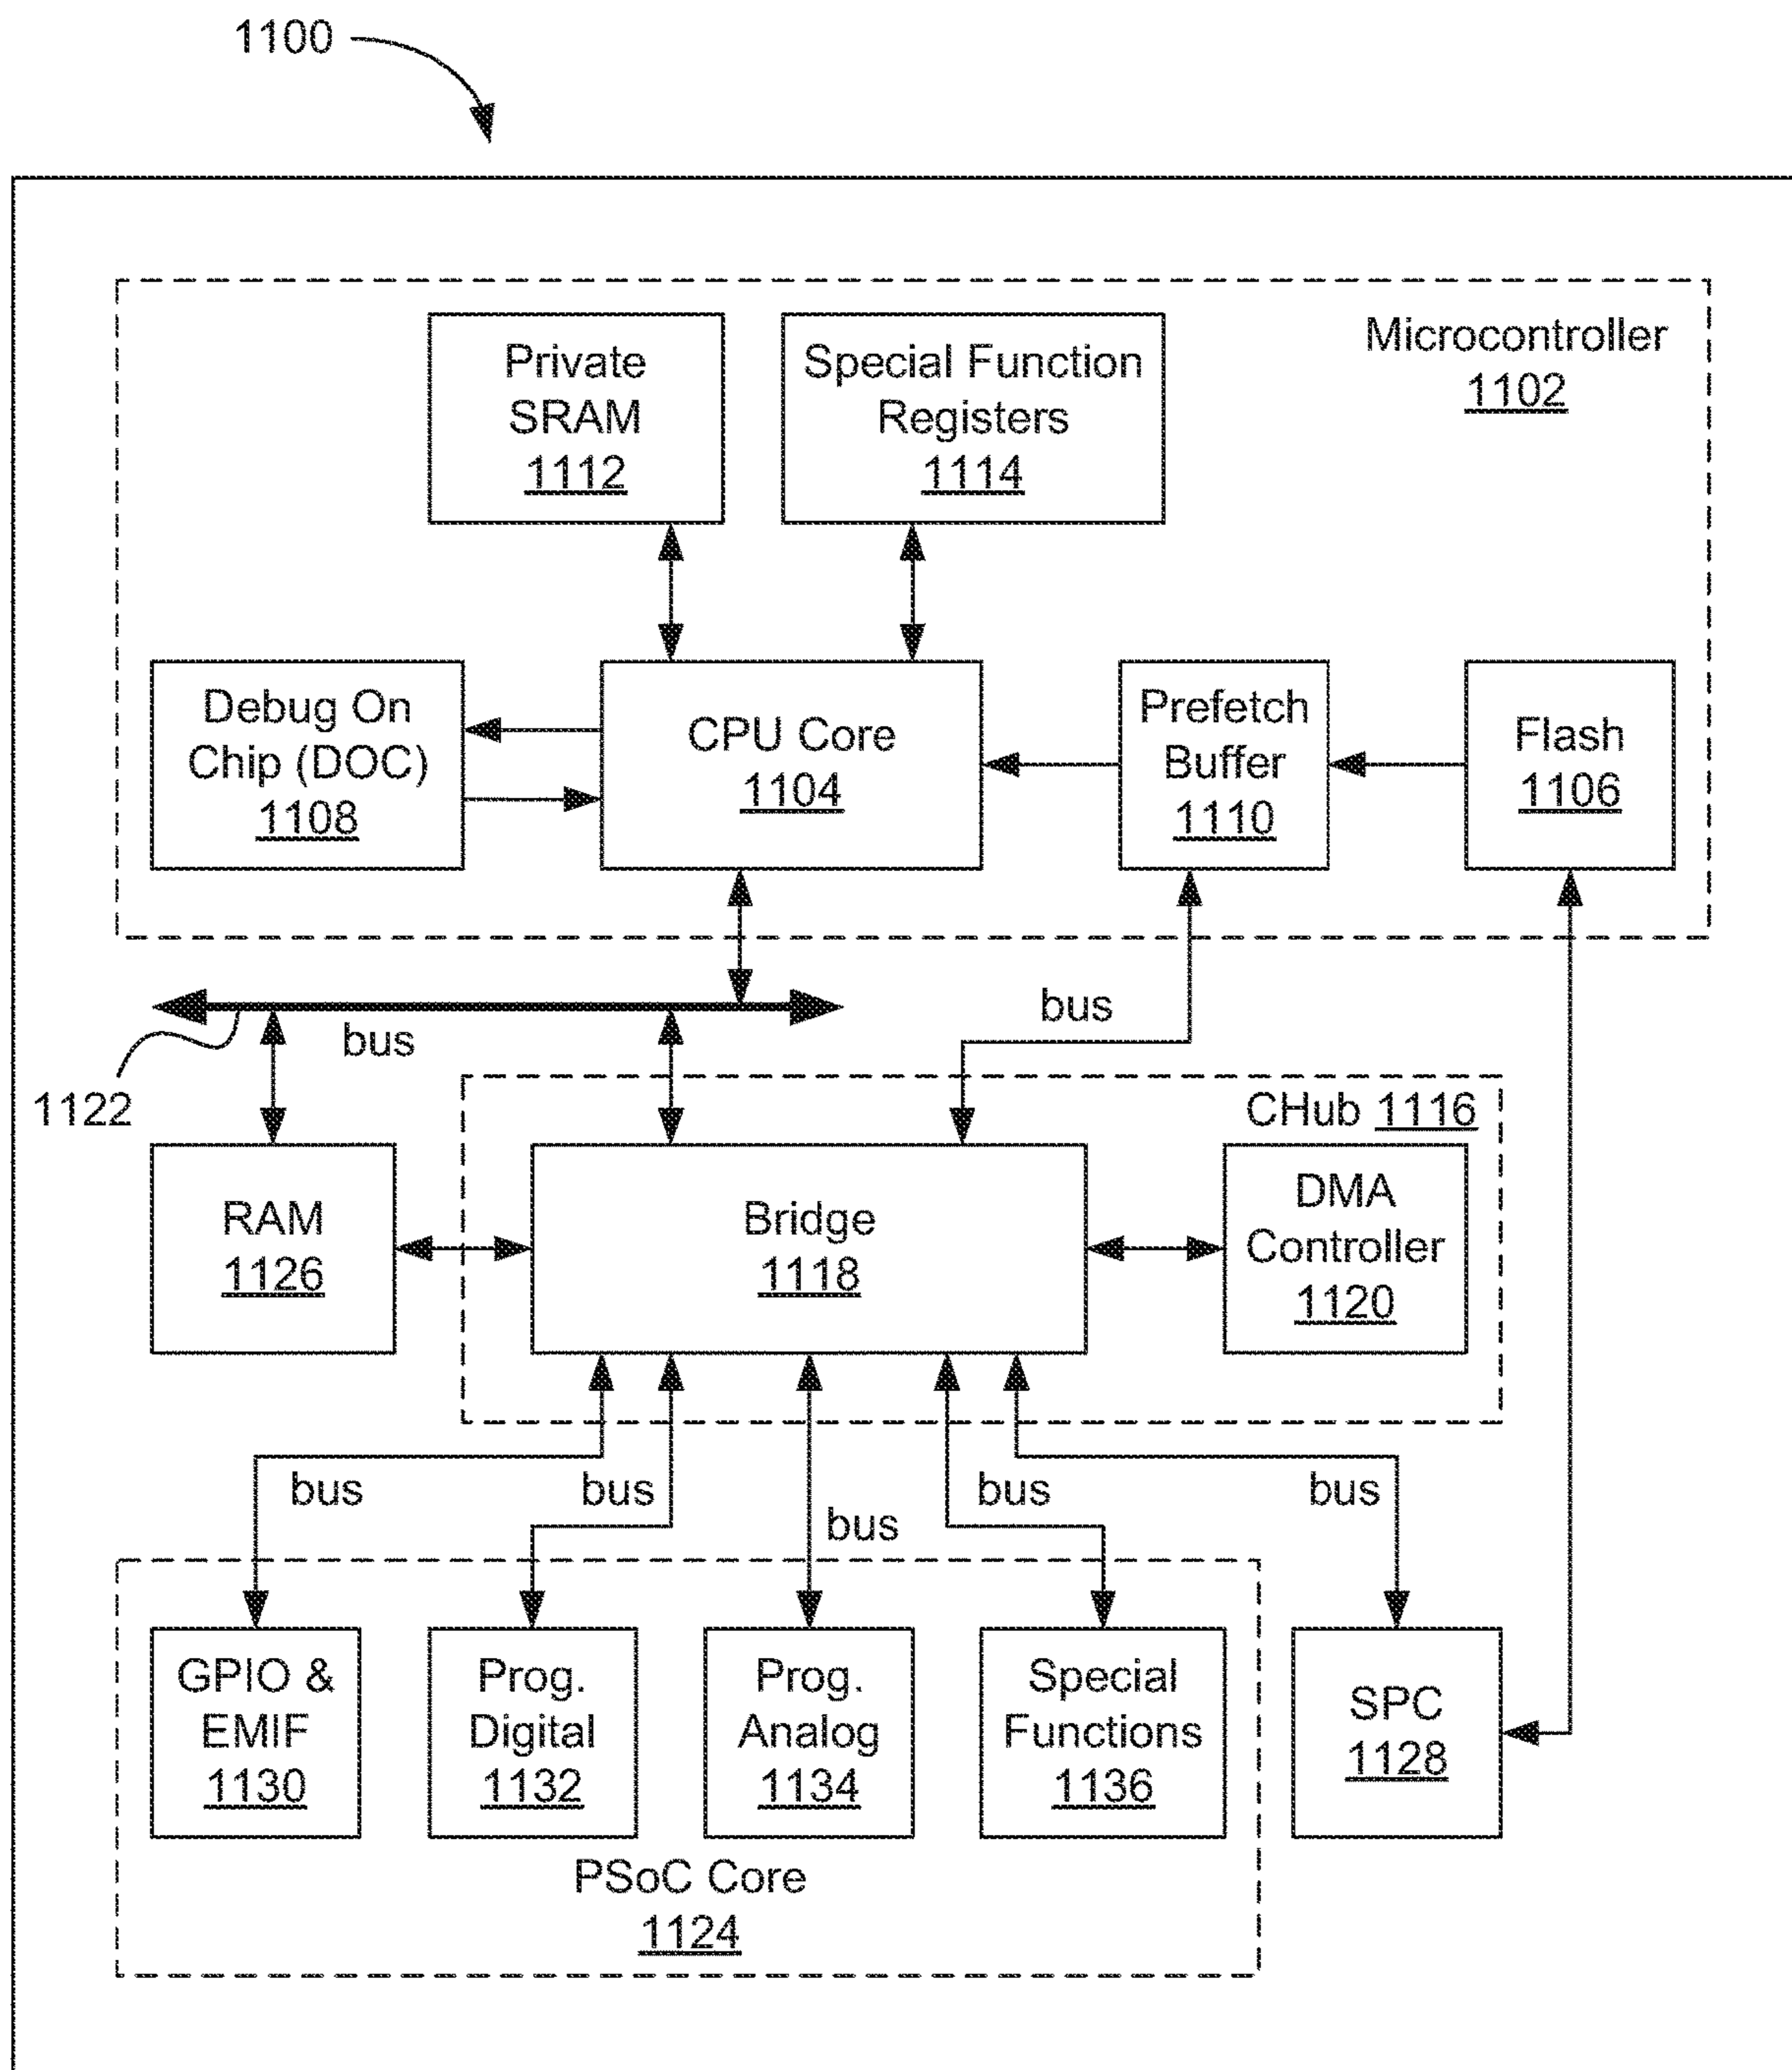 1100
Microcontroller
1102
Private
SRAM
1112
Special Function
Registers
1114
Debug On
Chip (DOC)
1108
CPU Core
1104
Prefetch
Buffer
1110
Flash
1106
bus
bus
1122
CHub 1116
RAM
1126
Bridge
1118
DMA
Controller
1120
bus
bus
bus
bus
bus
GPIO &
EMIF
1130
Prog.
Digital
1132
Prog.
Analog
1134
Special
Functions
1136
SPC
1128
PSoC Core
1124